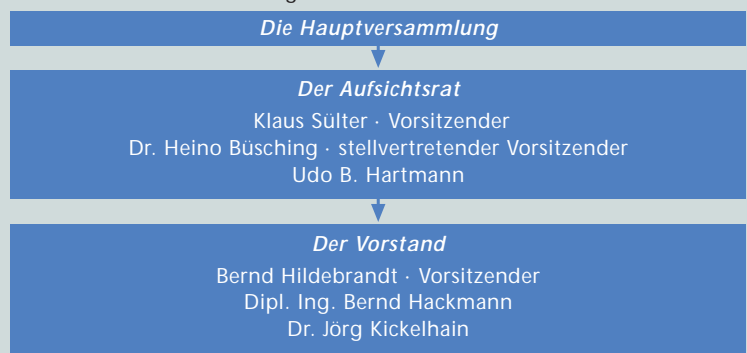 Die Hauptversammlung
Der Aufsichtsrat
Klaus Sülter · Vorsitzender
Dr. Heino Büsching · stellvertretender Vorsitzender
Udo B. Hartmann
Der Vorstand
Bernd Hildebrandt · Vorsitzender
Dipl. Ing. Bernd Hackmann
Dr. Jörg Kickelhain